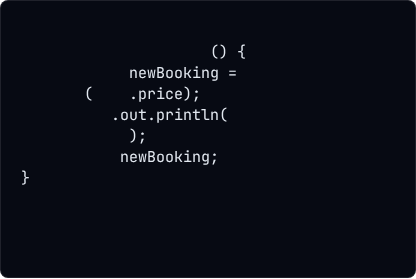 () {
newBooking =
( .price);
.out.println(
);
newBooking;
}